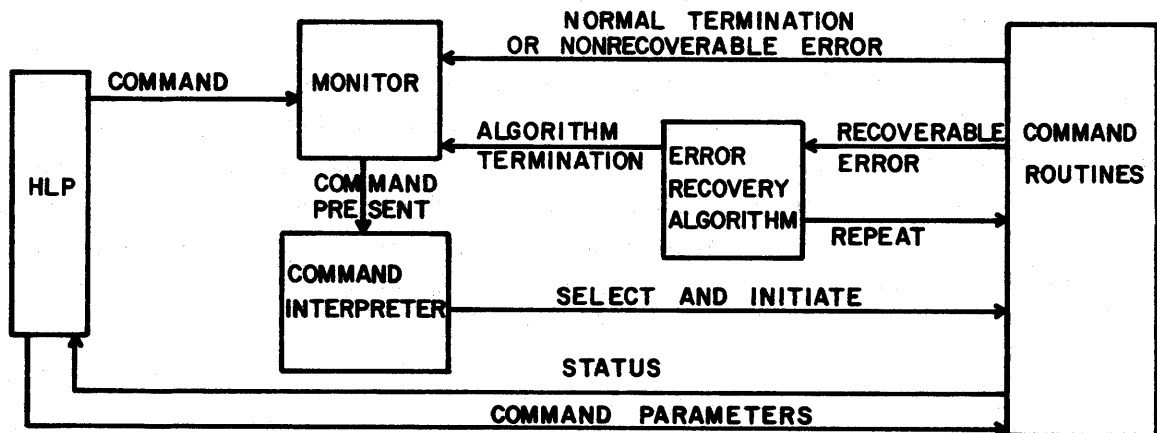 NORMAL TERMINATION
OR NONRECOVERABLE ERROR
COMMAND
MONITOR
ALGORITHM
TERMINATION
RECOVERABLE
ERROR
COMMAND
ROUTINES
HLP
ERROR
RECOVERY
ALGORITHM
COMMAND
PRESENT
REPEAT
COMMAND
INTERPRETER
SELECT AND INITIATE
STATUS
COMMAND PARAMETERS